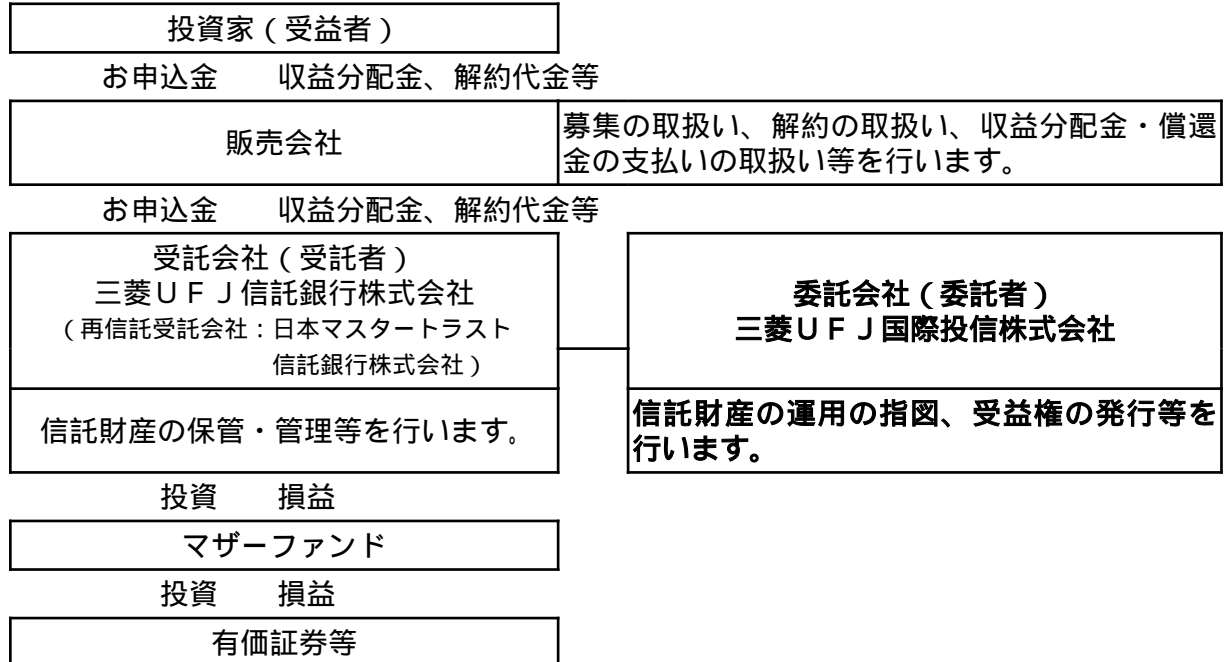 投資家（受益者）
お申込金　　収益分配金、解約代金等
販売会社
募集の取扱い、解約の取扱い、収益分配金・償還
金の支払いの取扱い等を行います。
お申込金　　収益分配金、解約代金等
受託会社（受託者）
三菱ＵＦＪ信託銀行株式会社
（再信託受託会社：日本マスタートラスト
信託銀行株式会社）
委託会社（委託者）
三菱ＵＦＪ国際投信株式会社
信託財産の保管・管理等を行います。
信託財産の運用の指図、受益権の発行等を
行います。
投資　　損益
マザーファンド
投資　　損益
有価証券等